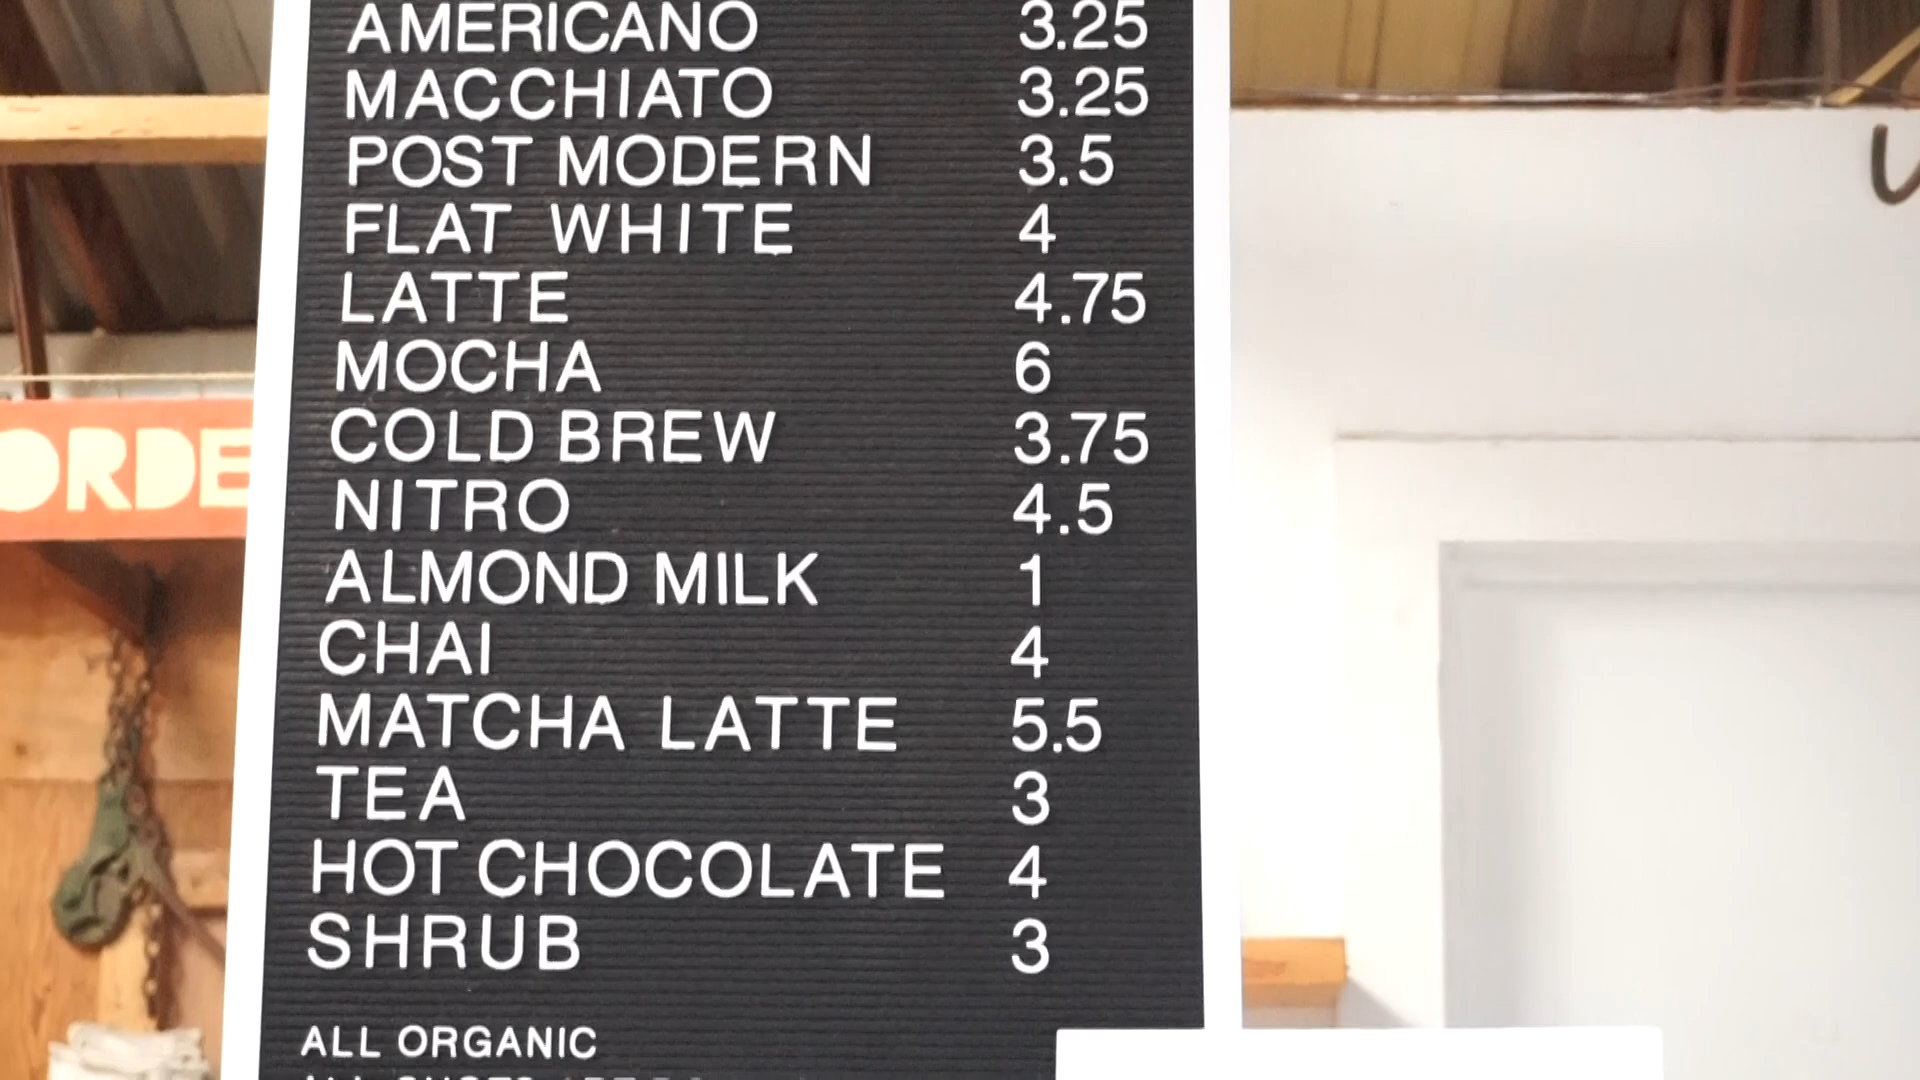 AMERICANO 3.25
MACCHIATO 3.25
POST MODERN 3.5
FLAT WHITE 4
LATTE 4.75
MOCHA 6
COLD BREW 3.75
NITRO 4.5
ALMOND MILK 1
CHAI 4
MATCHA LATTE 5.5
TEA 3
HOT CHOCOLATE 4
SHRUB 3
ALL ORGANIC
ORDE